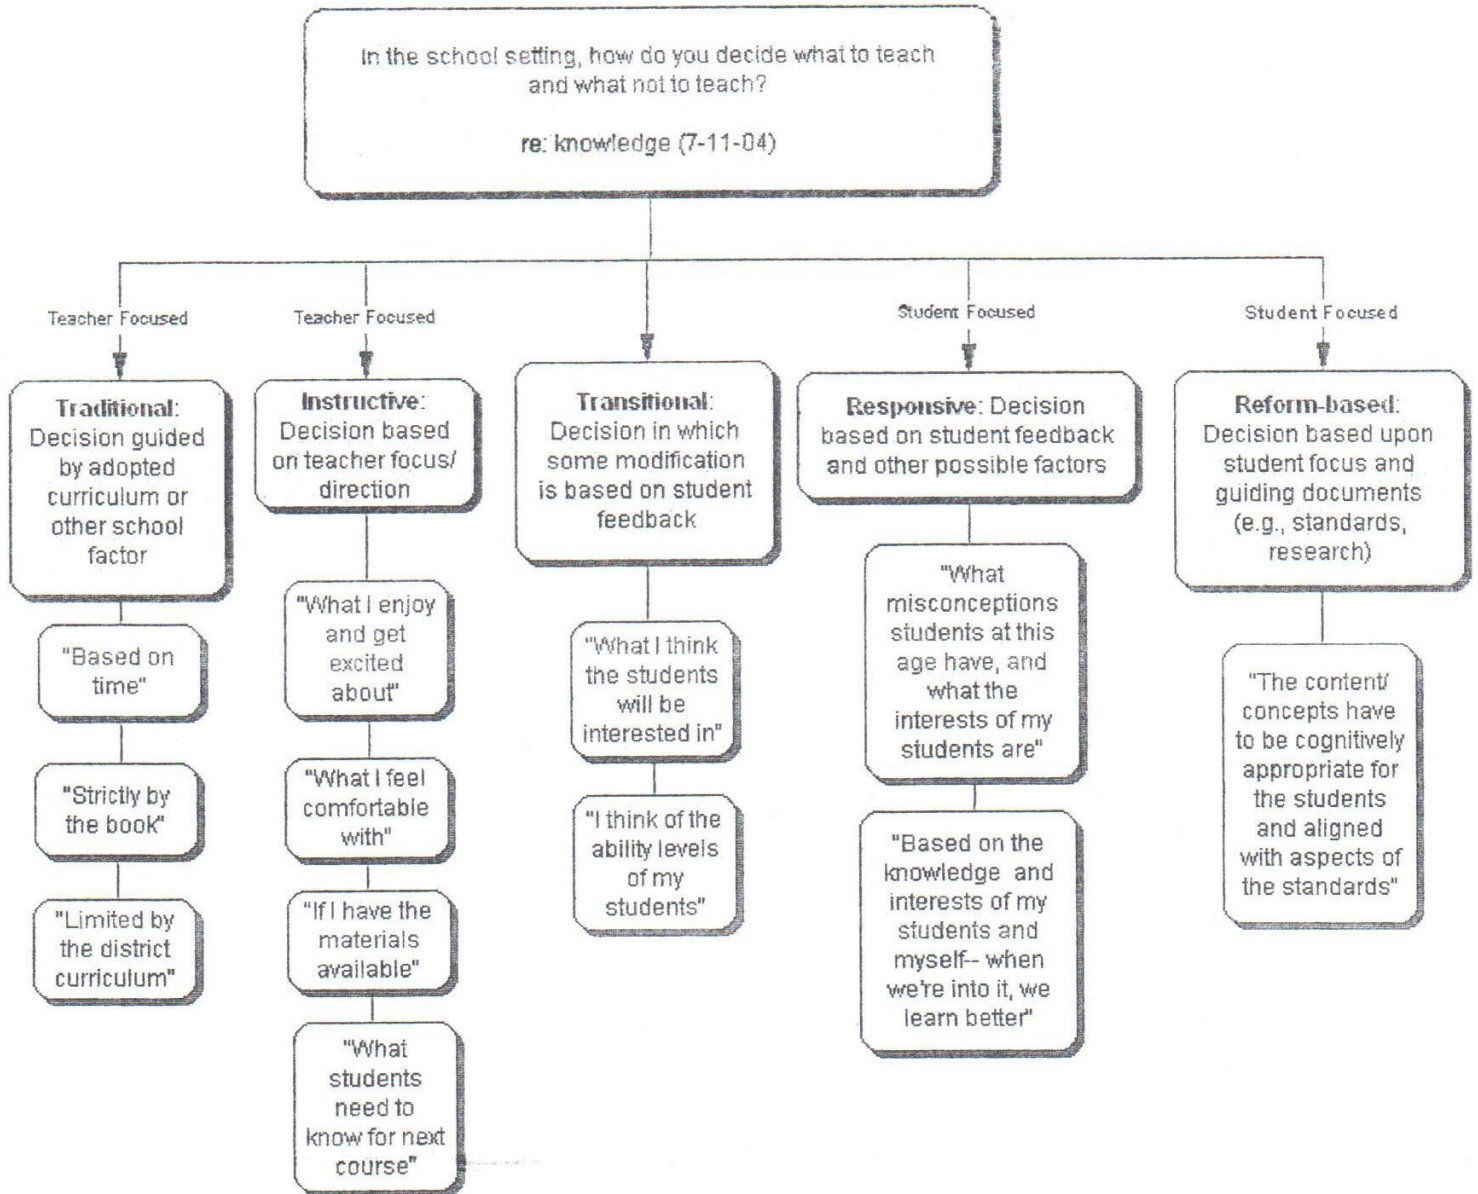 In the school setting, how do you decide what to teach
and what not to teach?
re: knowledge (7-11-04)
Teacher Focused
Teacher Focused
Student Focused
Student Focused
Traditional:
Decision guided
by adopted
curriculum or
other school
factor
"Based on
time"
"Strictly by
the book"
"Limited by
the district
curriculum"
Instructive:
Decision based
on teacher focus/
direction
"What I enjoy
and get
excited
about"
"What I feel
comfortable
with"
"If I have the
materials
available"
"What
students
need to
know for next
course"
Transitional:
Decision in which
some modification
is based on student
feedback
"What I think
the students
will be
interested in"
"I think of the
ability levels
of my
students"
Responsive: Decision
based on student feedback
and other possible factors
"What
misconceptions
students at this
age have, and
what the
interests of my
students are"
"Based on the
knowledge and
interests of my
students and
myself-- when
we're into it, we
learn better"
Reform-based:
Decision based upon
student focus and
guiding documents
(e.g., standards,
research)
"The content/
concepts have
to be cognitively
appropriate for
the students
and aligned
with aspects of
the standards"